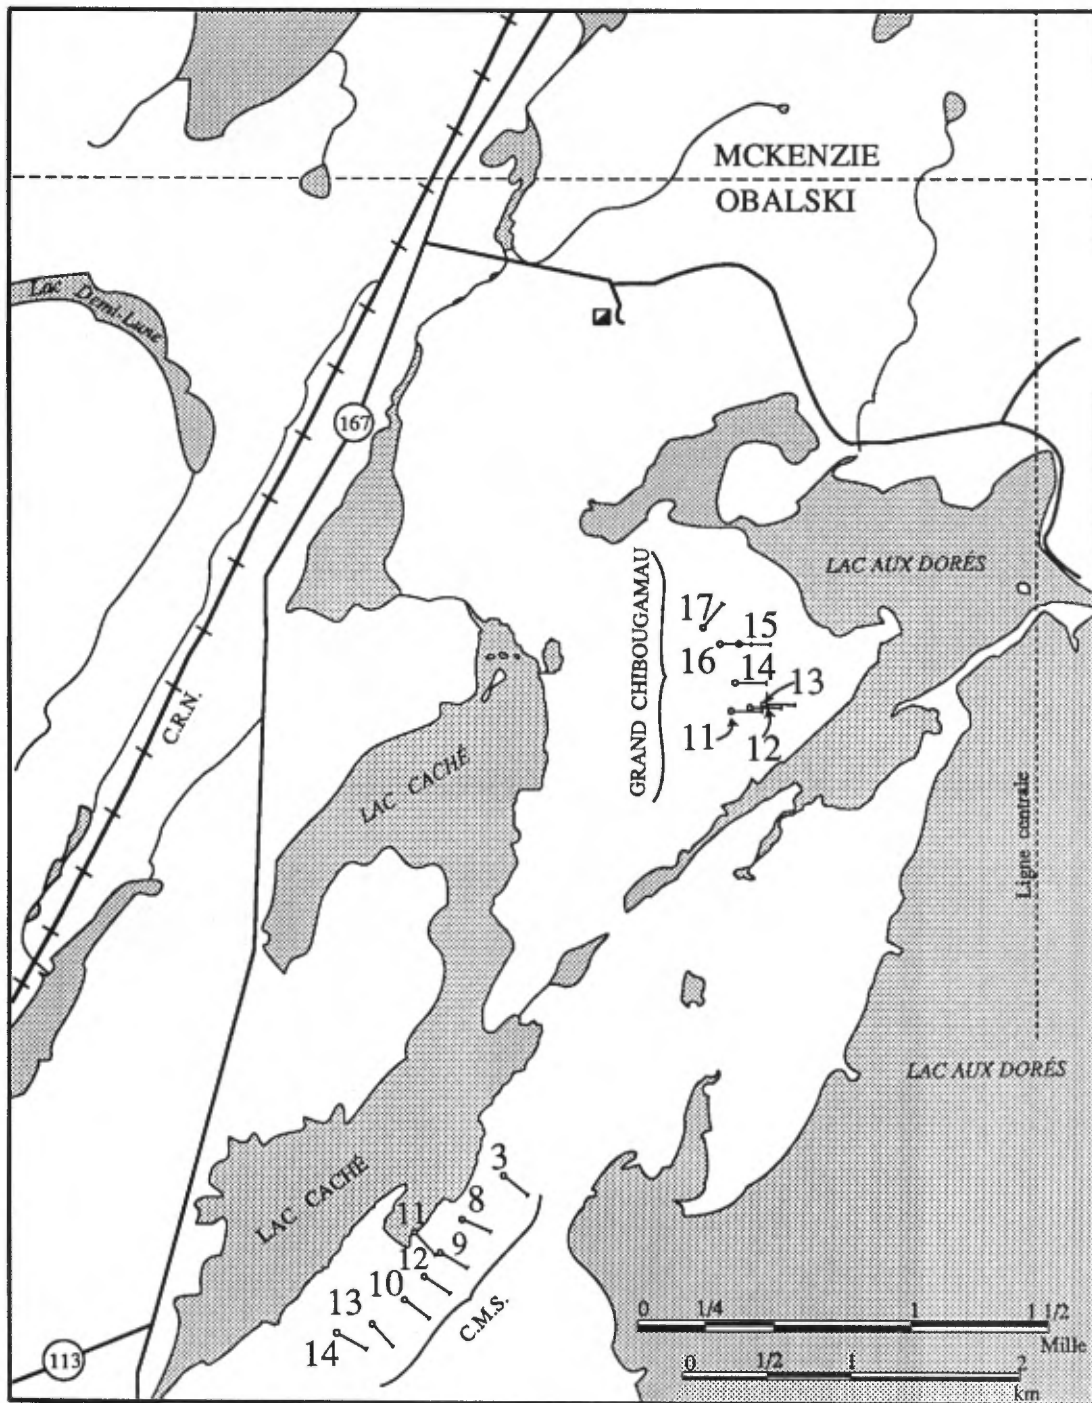 MCKENZIE
OBALSKI
Lac Demi-Lune
167
LAC AUX DORÉS
GRAND CHIBOUGAMAU
17
15
16
14
13
11
12
C.R.N.
LAC CACHÉ
Ligne centrale
LAC AUX DORÉS
LAC CACHÉ
3
8
11
9
12
10
13
14
C.M.S.
113
0 1/4 1 1 1/2
Mille
0 1/2 1 2
km